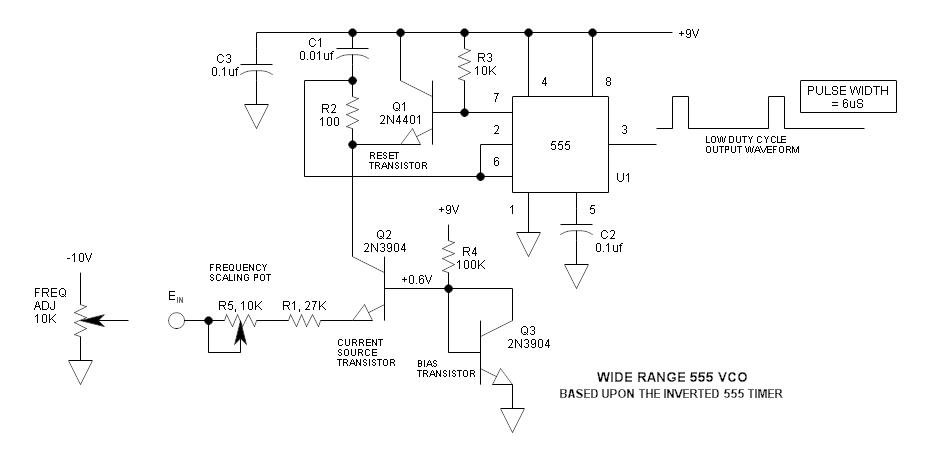 C1
0.01uf
+9V
C3
0.1uf
R3
10K
4
8
PULSE WIDTH
= 6uS
R2
100
Q1
2N4401
7
2
6
555
3
LOW DUTY CYCLE
OUTPUT WAVEFORM
RESET
TRANSISTOR
U1
1
5
+9V
C2
0.1uf
Q2
2N3904
R4
100K
-10V
FREQUENCY
SCALING POT
+0.6V
FREQ
ADJ
10K
EIN
R5, 10K
R1, 27K
Q3
2N3904
CURRENT
SOURCE
TRANSISTOR
BIAS
TRANSISTOR
WIDE RANGE 555 VCO
BASED UPON THE INVERTED 555 TIMER